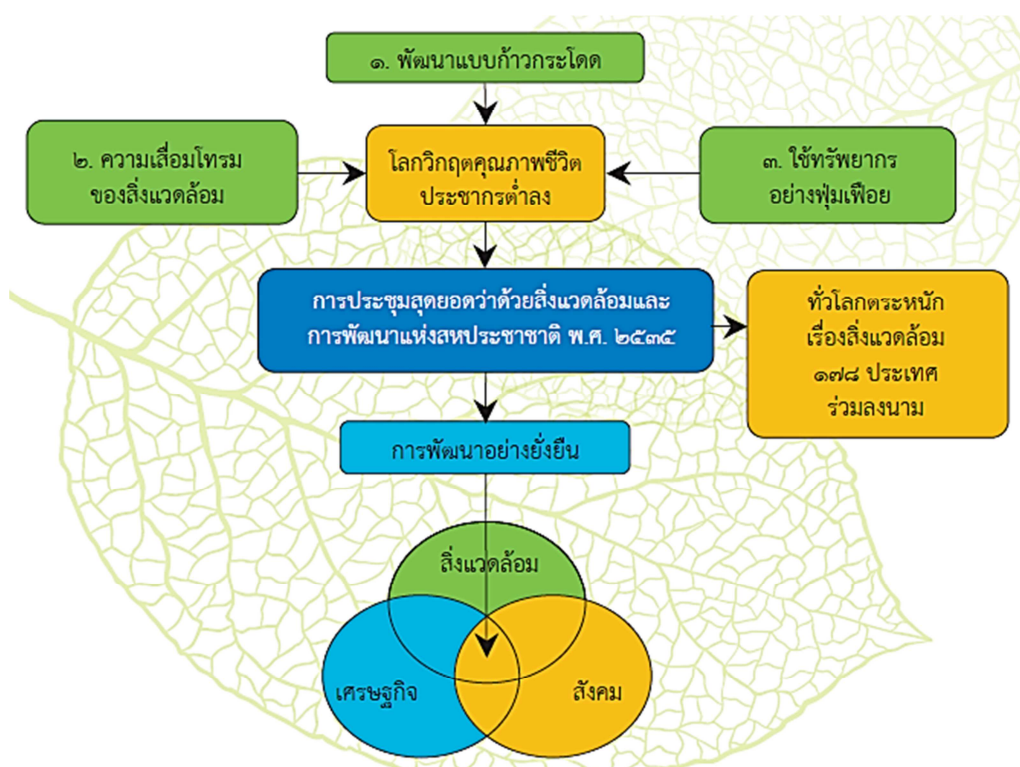 ๑. พัฒนาแบบก้าวกระโดด
๒. ความเสื่อมโทรม
ของสิ่งแวดล้อม
โลกวิกฤตคุณภาพชีวิต
ประชากรต่ำลง
๓. ใช้ทรัพยากร
อย่างฟุ่มเฟือย
การประชุมสุดยอดว่าด้วยสิ่งแวดล้อมและ
การพัฒนาแห่งสหประชาชาติ พ.ศ. ๒๕๓๕
ทั่วโลกตระหนัก
เรื่องสิ่งแวดล้อม
๑๗๘ ประเทศ
ร่วมลงนาม
การพัฒนาอย่างยั่งยืน
สิ่งแวดล้อม
เศรษฐกิจ
สังคม